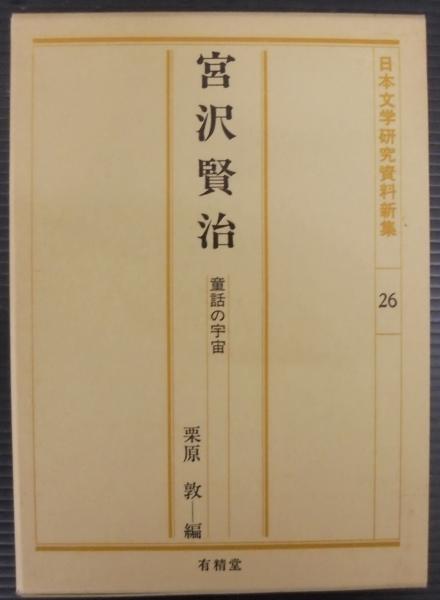 日本文学研究資料新集
26
宮沢賢治
童話の宇宙
栗原 敦—編
有精堂